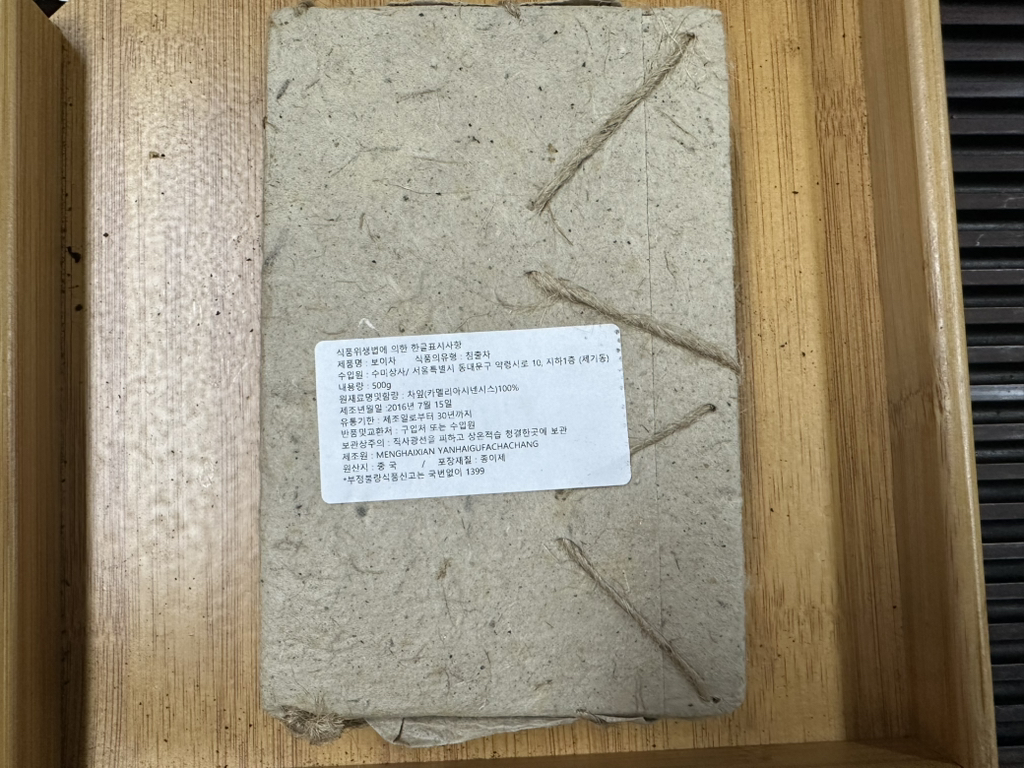 식품위생법에 의한 한글표시사항
제품명 : 보이차 식품의유형 : 침출차
수입원 : 수미상사/ 서울특별시 동대문구 약령시로 10, 지하1층 (제기동)
내용량 : 500g
원재료명및함량 : 차잎(카멜리아시넨시스)100%
제조년월일 :2016년 7월 15일
유통기한 : 제조일로부터 30년까지
반품및교환처 : 구입처 또는 수입원
보관상주의 : 직사광선을 피하고 상온적습 청결한곳에 보관
제조원 : MENGHAIXIAN YANHAIGUFACHACHANG
원산지 : 중 국 / 포장재질 : 종이제
*부정불량식품신고는 국번없이 1399